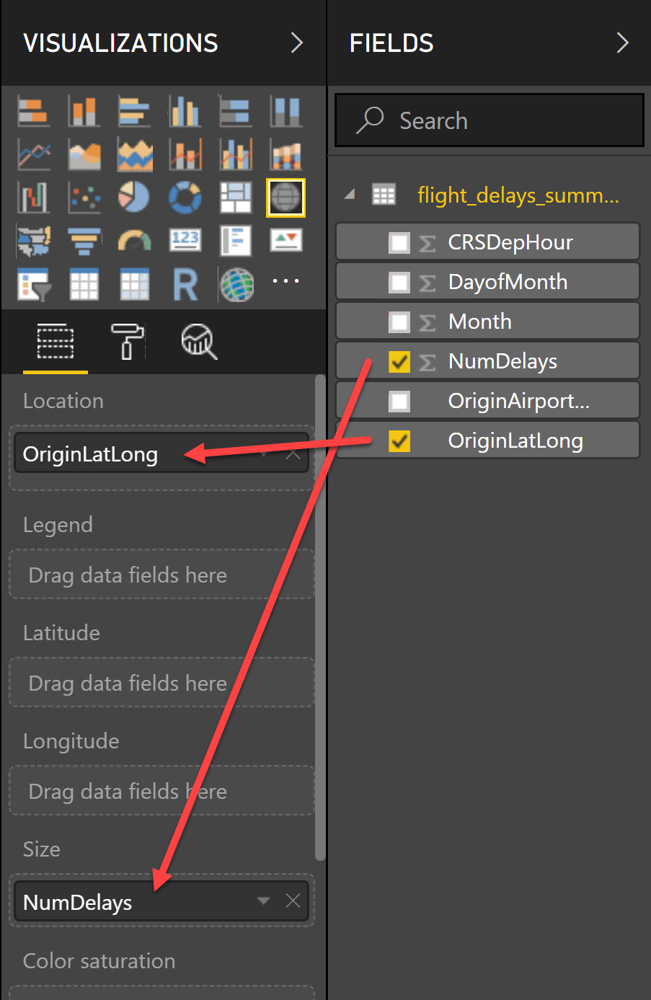 VISUALIZATIONS
123
R
Location
OriginLatLong
Legend
Drag data fields here
Latitude
Drag data fields here
Longitude
Drag data fields here
Size
NumDelays
Color saturation
FIELDS
Search
flight_delays_summ...
Σ CRSDepHour
Σ DayofMonth
Σ Month
Σ NumDelays
OriginAirport...
OriginLatLong